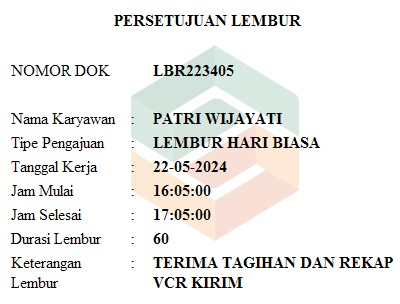 PERSETUJUAN LEMBUR
NOMOR DOK LBR223405
Nama Karyawan : PATRI WIJAYATI
Tipe Pengajuan : LEMBUR HARI BIASA
Tanggal Kerja : 22-05-2024
Jam Mulai : 16:05:00
Jam Selesai : 17:05:00
Durasi Lembur : 60
Keterangan : TERIMA TAGIHAN DAN REKAP
Lembur VCR KIRIM